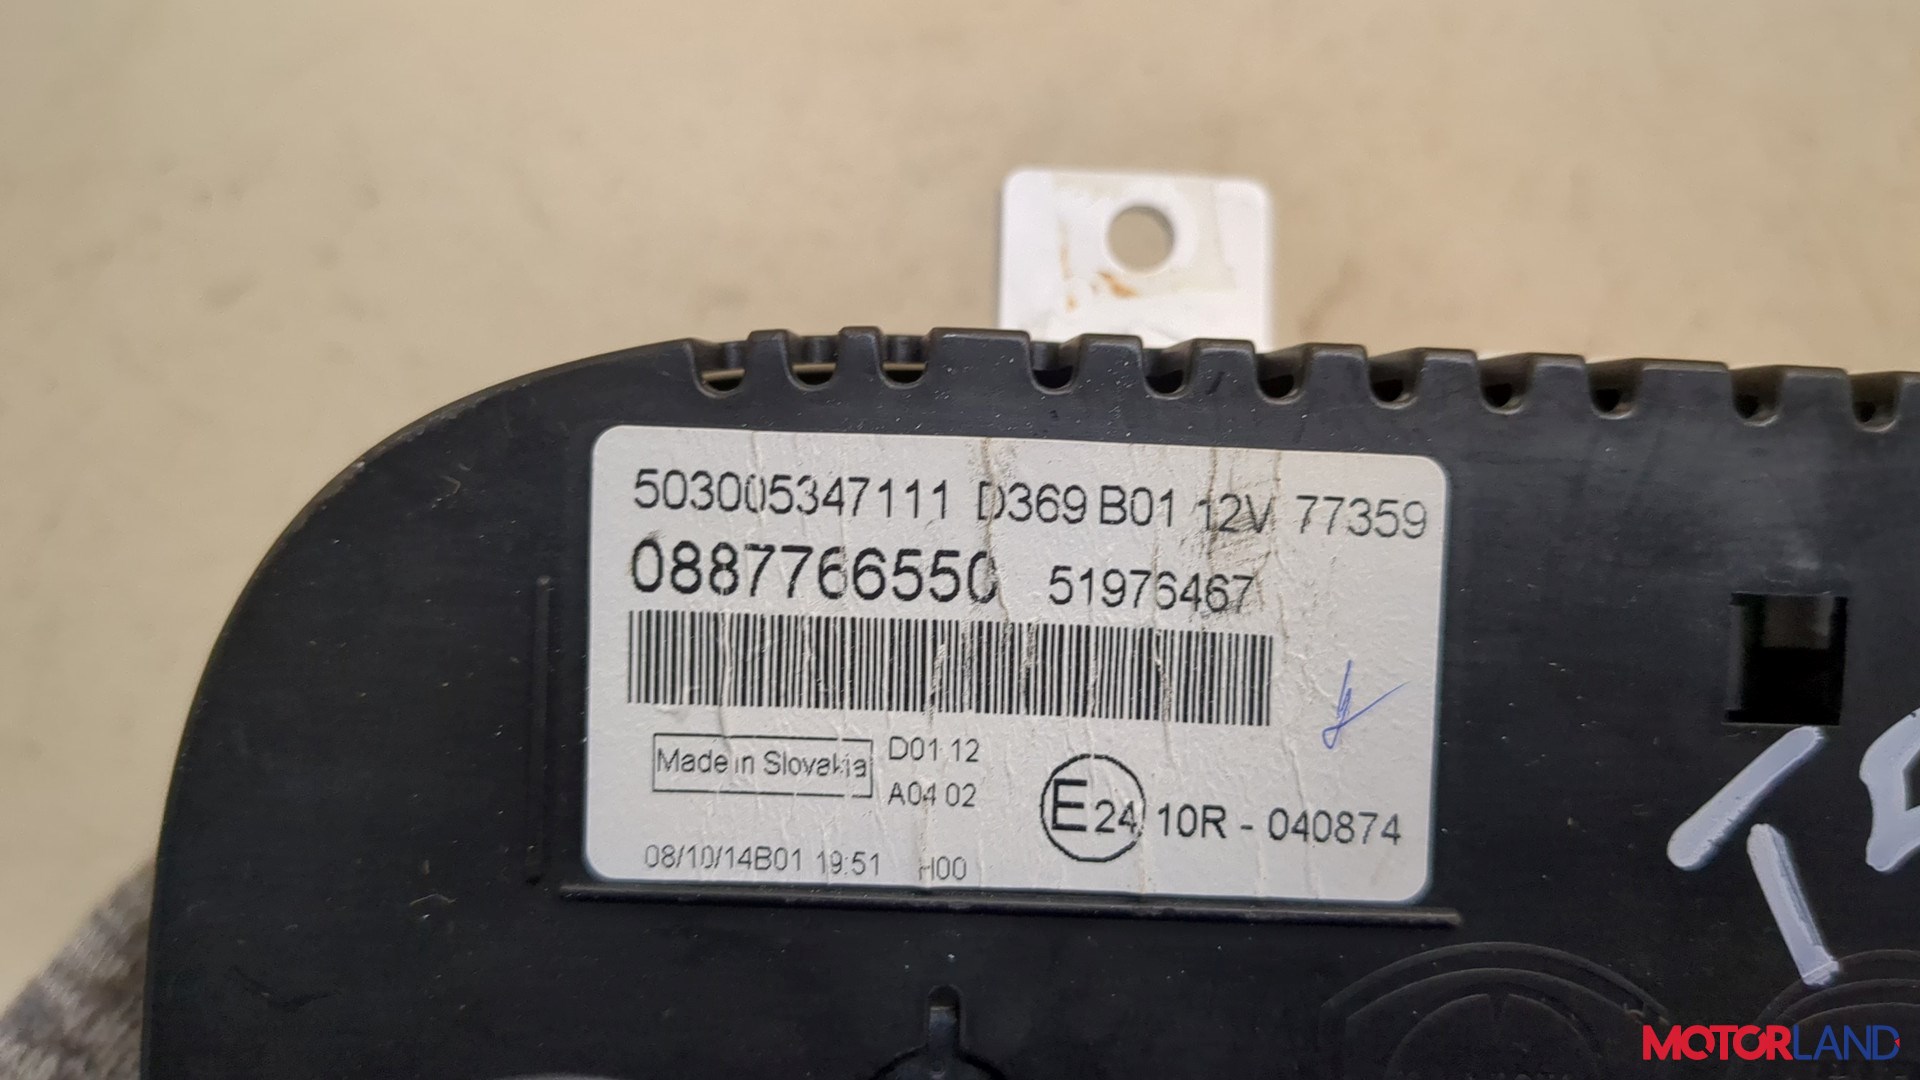 503005347111 D369 B01 12V 77359
0887766550 51976467
Made in Slovakia
D01 12
A04 02
E24 10R - 040874
08/10/14B01 19:51 H00
MOTORLAND